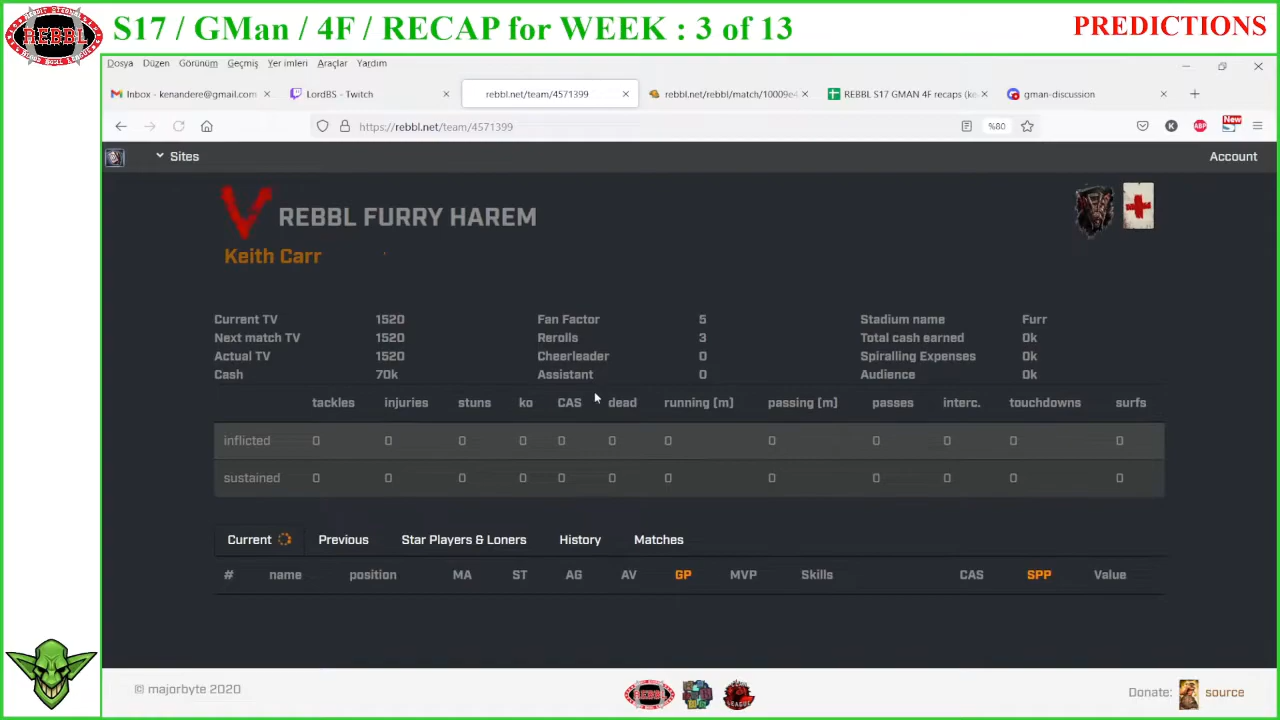 S17 / GMan / 4F / RECAP for WEEK : 3 of 13
PREDICTIONS
REBBL
Dosya Düzen Görünüm Geçmiş Yer imleri Araçlar Yardım
Inbox - kenandere@gmail.com
LordBS - Twitch
rebbl.net/team/4571399
rebbl.net/rebbl/match/10009e4
REBBL S17 GMAN 4F recaps (ke
gman-discussion
https://rebbl.net/team/4571399
%80
K
ABP
New
Sites
Account
REBBL FURRY HAREM
Keith Carr
Current TV 1520 Fan Factor 5 Stadium name Furr
Next match TV 1520 Rerolls 3 Total cash earned 0k
Actual TV 1520 Cheerleader 0 Spiralling Expenses 0k
Cash 70k Assistant 0 Audience 0k
tackles injuries stuns ko CAS dead running (m) passing (m) passes interc. touchdowns surfs
inflicted 0 0 0 0 0 0 0 0 0 0 0 0
sustained 0 0 0 0 0 0 0 0 0 0 0 0
Current Previous Star Players & Loners History Matches
# name position MA ST AG AV GP MVP Skills CAS SPP Value
© majorbyte 2020
REBBL
Donate: source